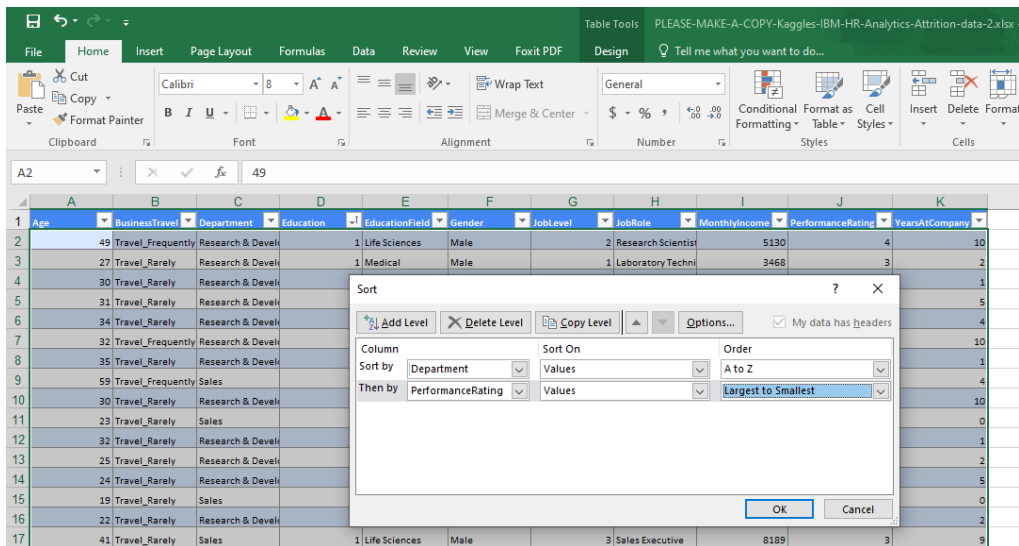 Table Tools PLEASE-MAKE-A-COPY-Kaggles-IBM-HR-Analytics-Attrition-data-2.xlsx -
File Home Insert Page Layout Formulas Data Review View Foxit PDF Design Tell me what you want to do...
Cut
Copy
Format Painter
Paste
Calibri 8 A A
B I U A
Wrap Text
Merge & Center
General
$ % , .00
Conditional Formatting
Format as Table
Cell Styles
Insert Delete Format
Clipboard Font Alignment Number Styles Cells
A2 fx 49
A B C D E F G H I J K
1 Age BusinessTravel Department Education EducationField Gender JobLevel JobRole MonthlyIncome PerformanceRating YearsAtCompany
2 49 Travel_Frequently Research & Devel 1 Life Sciences Male 2 Research Scientist 5130 4 10
3 27 Travel_Rarely Research & Devel 1 Medical Male 1 Laboratory Techni 3468 3 2
4 30 Travel_Rarely Research & Devel 1
5 31 Travel_Rarely Research & Devel 5
6 34 Travel_Rarely Research & Devel 4
7 32 Travel_Frequently Research & Devel 10
8 35 Travel_Rarely Research & Devel 1
9 59 Travel_Frequently Sales 4
10 30 Travel_Rarely Research & Devel 10
11 23 Travel_Rarely Sales 0
12 32 Travel_Rarely Research & Devel 1
13 25 Travel_Rarely Research & Devel 2
14 24 Travel_Rarely Research & Devel 5
15 19 Travel_Rarely Sales 0
16 22 Travel_Rarely Research & Devel 2
17 41 Travel_Rarely Sales 1 Life Sciences Male 3 Sales Executive 8189 3 9
Sort ? X
Add Level Delete Level Copy Level Options... My data has headers
Column Sort On Order
Sort by Department Values A to Z
Then by PerformanceRating Values Largest to Smallest
OK Cancel